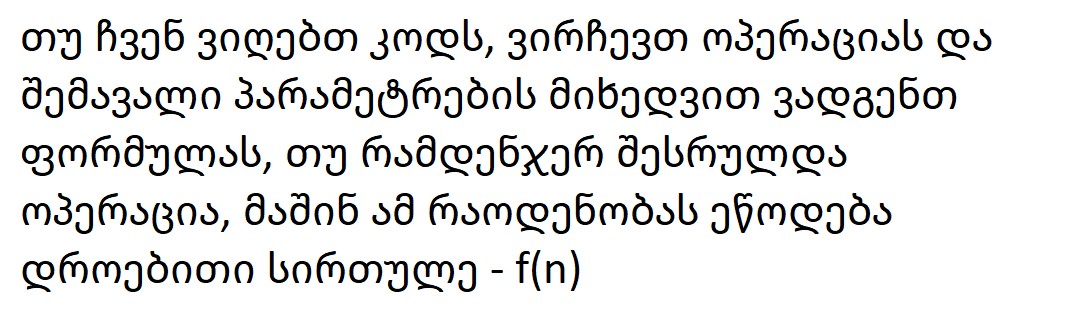 თუ ჩვენ ვიღებთ კოდს, ვირჩევთ ოპერაციას და
შემავალი პარამეტრების მიხედვით ვადგენთ
ფორმულას, თუ რამდენჯერ შესრულდა
ოპერაცია, მაშინ ამ რაოდენობას ეწოდება
დროებითი სირთულე - f(n)